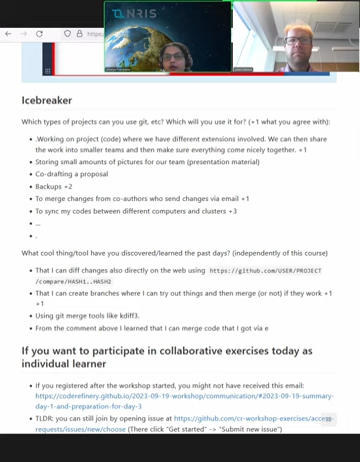 NRIS
https:
Icebreaker
Which types of projects can you use git, etc? Which will you use it for? (+1 what you agree with):
.Working on project (code) where we have different extensions involved. We can then share
the work into smaller teams and then make sure everything come nicely together. +1
Storing small amounts of pictures for our team (presentation material)
Co-drafting a proposal
Backups +2
To merge changes from co-authors who send changes via email +1
To sync my codes between different computers and clusters +3
...
.
What cool thing/tool have you discovered/learned the past days? (independently of this course)
That I can diff changes also directly on the web using https://github.com/USER/PROJECT
/compare/HASH1..HASH2
That I can create branches where I can try out things and then merge (or not) if they work +1
+1
Using git merge tools like kdiff3.
From the comment above I learned that I can merge code that I got via e
If you want to participate in collaborative exercises today as
individual learner
If you registered after the workshop started, you might not have received this email:
https://coderefinery.github.io/2023-09-19-workshop/communication/#2023-09-19-summary-
day-1-and-preparation-for-day-3
TLDR: you can still join by opening issue at https://github.com/cr-workshop-exercises/access-
requests/issues/new/choose (There click "Get started" -> "Submit new issue")